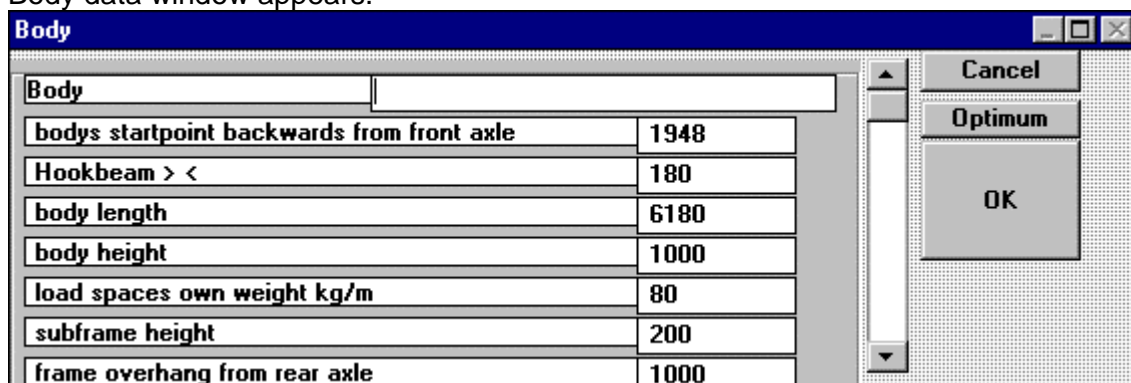 Body data window appears.
Body
Body
Cancel
bodys startpoint backwards from front axle 1948
Optimum
Hookbeam > < 180
OK
body length 6180
body height 1000
load spaces own weight kg/m 80
subframe height 200
frame overhang from rear axle 1000